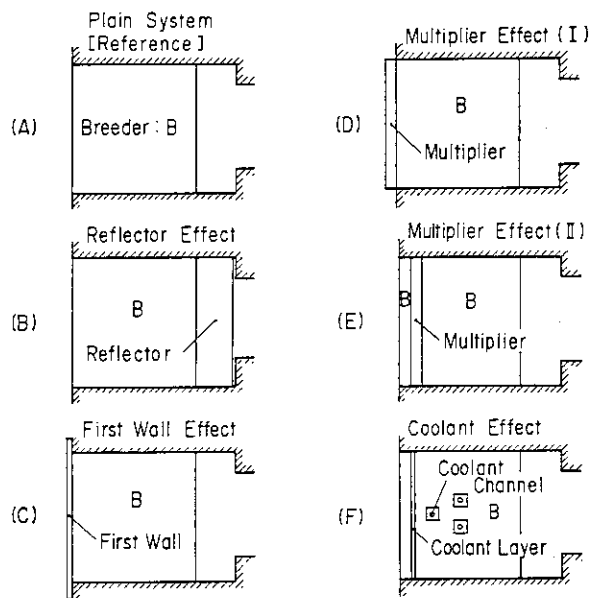 Plain System
[Reference]
(A)
Breeder : B
Reflector Effect
(B)
B
Reflector
First Wall Effect
(C)
B
First Wall
Multiplier Effect (I)
(D)
B
Multiplier
Multiplier Effect (II)
(E)
B
B
Multiplier
Coolant Effect
(F)
Coolant
Channel
B
Coolant Layer